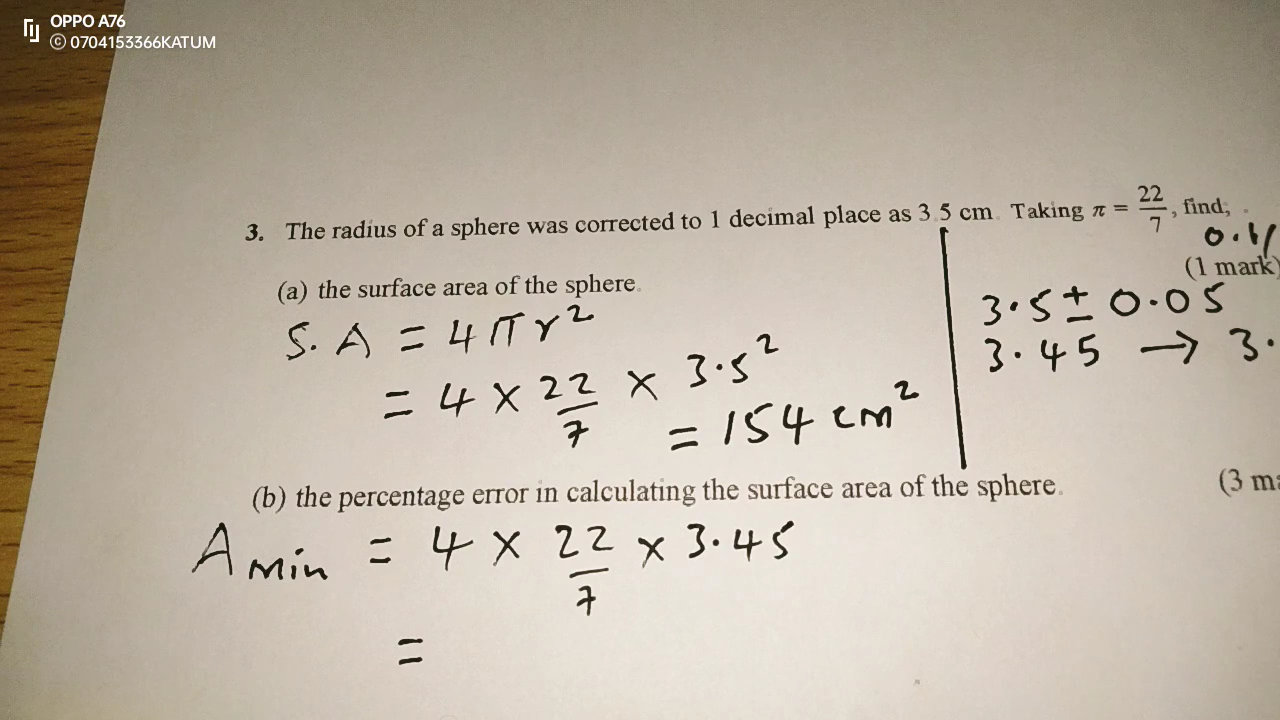 OPPO A76
© 0704153366KATUM
3. The radius of a sphere was corrected to 1 decimal place as 3.5 cm. Taking π = 22/7, find;
0.1/
(a) the surface area of the sphere. (1 mark)
S.A = 4πr²
= 4 × 22/7 × 3.5²
= 154 cm²
3.5 ± 0.05
3.45 → 3.
(b) the percentage error in calculating the surface area of the sphere. (3 ma
A min = 4 × 22/7 × 3.45
=